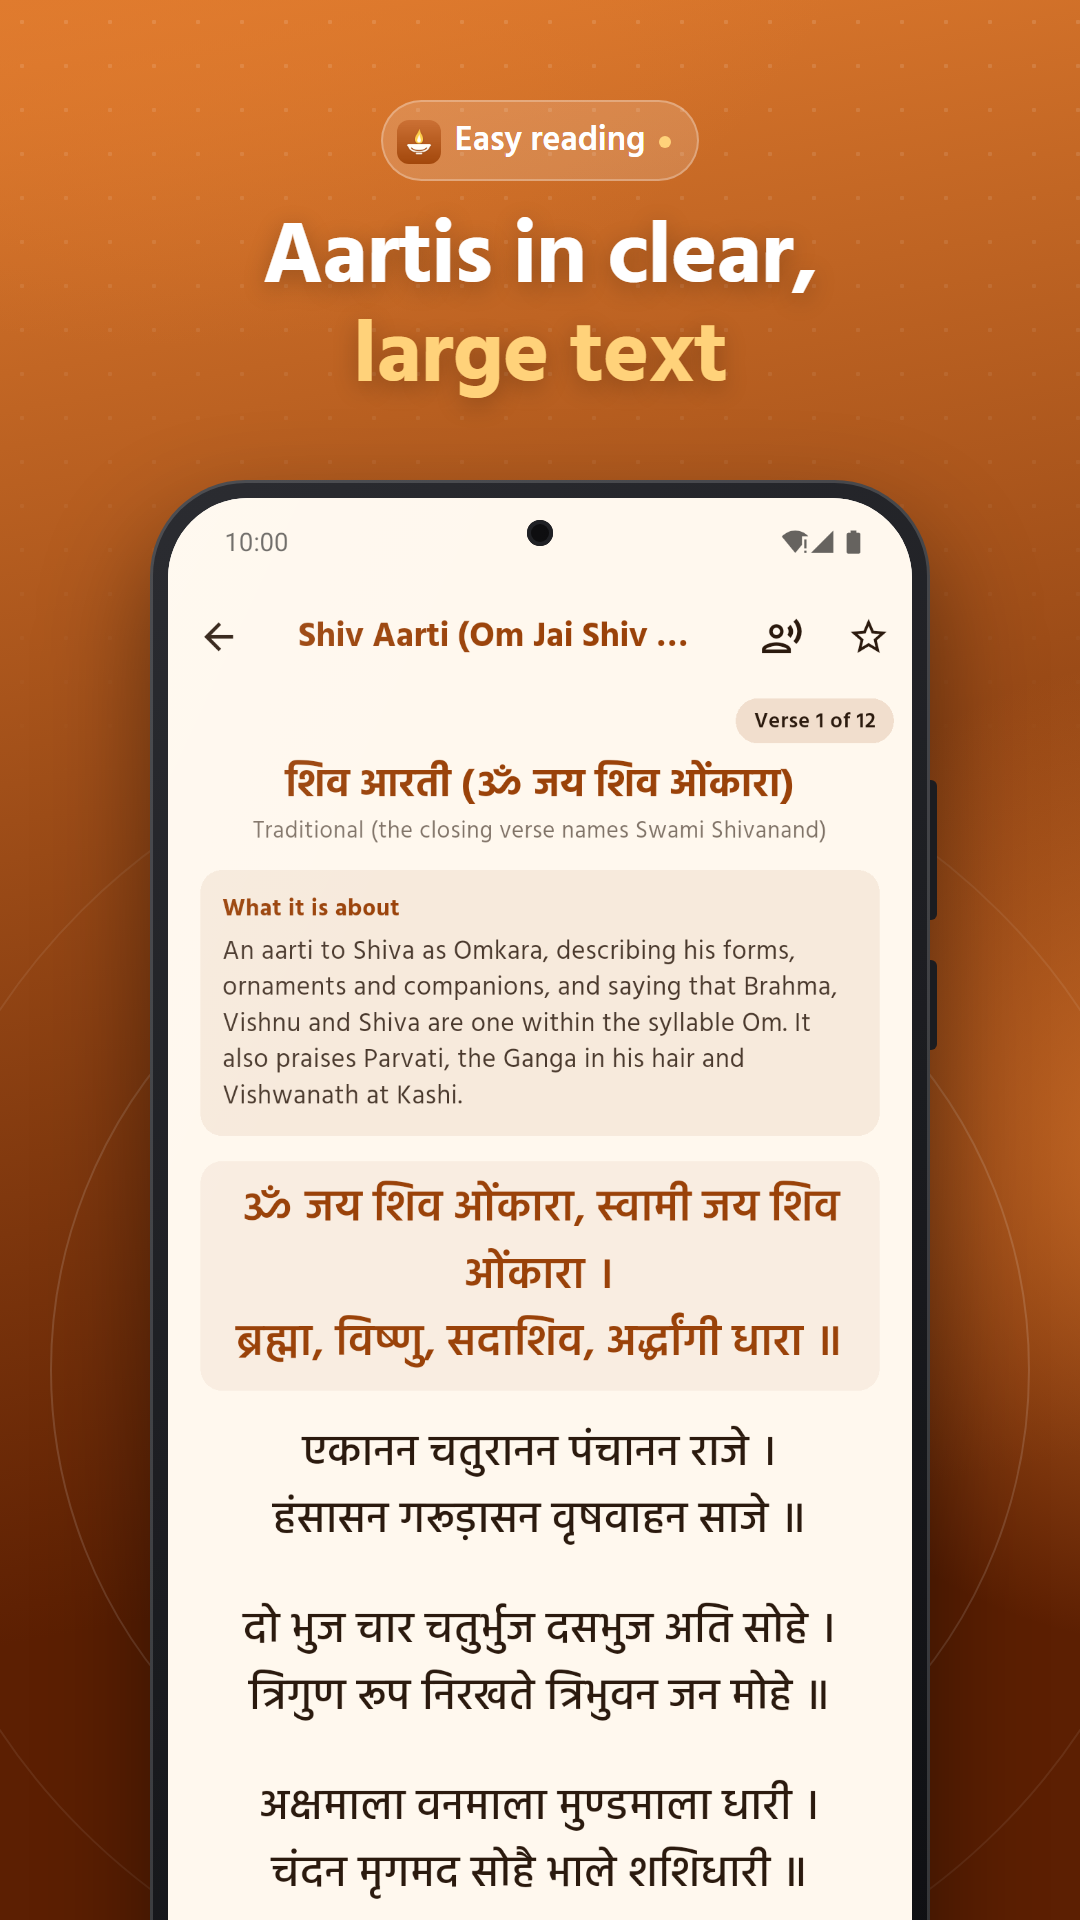 Easy reading
Aartis in clear,
large text
10:00
Shiv Aarti (Om Jai Shiv ...
Verse 1 of 12
शिव आरती (ॐ जय शिव ओंकारा)
Traditional (the closing verse names Swami Shivanand)
What it is about
An aarti to Shiva as Omkara, describing his forms,
ornaments and companions, and saying that Brahma,
Vishnu and Shiva are one within the syllable Om. It
also praises Parvati, the Ganga in his hair and
Vishwanath at Kashi.
ॐ जय शिव ओंकारा, स्वामी जय शिव
ओंकारा ।
ब्रह्मा, विष्णु, सदाशिव, अर्द्धांगी धारा ॥
एकानन चतुरानन पंचानन राजे ।
हंसासन गरूड़ासन वृषवाहन साजे ॥
दो भुज चार चतुर्भुज दसभुज अति सोहे ।
त्रिगुण रूप निरखते त्रिभुवन जन मोहे ॥
अक्षमाला वनमाला मुण्डमाला धारी ।
चंदन मृगमद सोहै भाले शशिधारी ॥